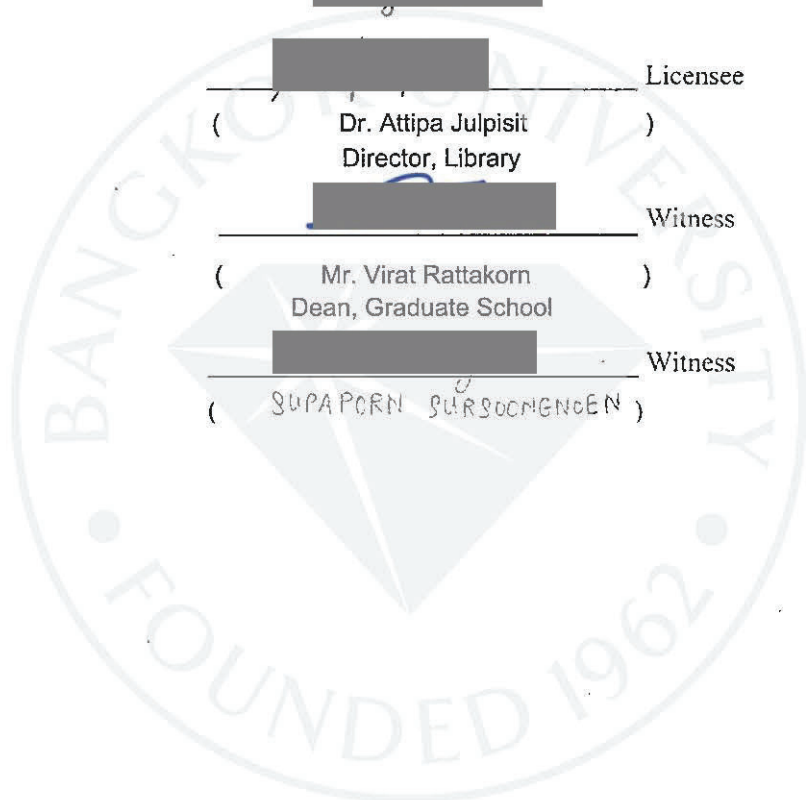 Licensee
( Dr. Attipa Julpisit )
Director, Library
Witness
( Mr. Virat Rattakorn )
Dean, Graduate School
Witness
( SUPAPORN )
BANGKOK UNIVERSITY
FOUNDED 1962